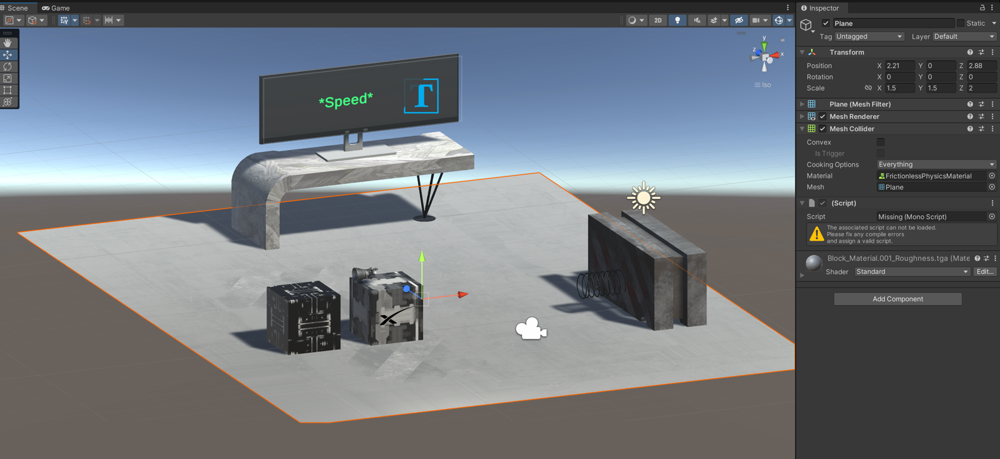 Scene Game
2D
y
z
x
Iso
*Speed*
T
X
Inspector
Plane
Static
Tag Untagged Layer Default
Transform
Position X 2.21 Y 0 Z 2.88
Rotation X 0 Y 0 Z 0
Scale X 1.5 Y 1.5 Z 2
Plane (Mesh Filter)
Mesh Renderer
Mesh Collider
Convex
Is Trigger
Cooking Options Everything
Material FrictionlessPhysicsMaterial
Mesh Plane
(Script)
Script Missing (Mono Script)
The associated script can not be loaded.
Please fix any compile errors
and assign a valid script.
Block_Material.001_Roughness.tga (Mate
Shader Standard Edit...
Add Component